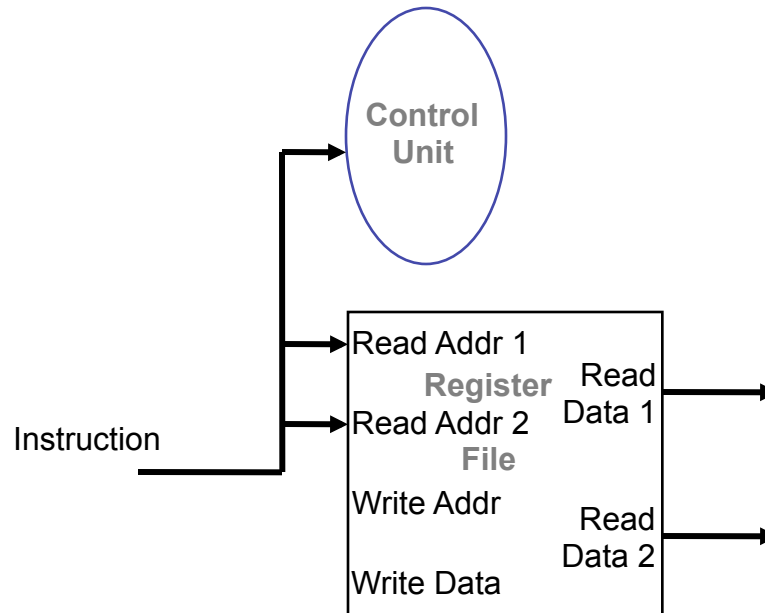 Control
Unit
Read Addr 1
Register
Read
Data 1
Read Addr 2
Instruction
File
Write Addr
Read
Data 2
Write Data